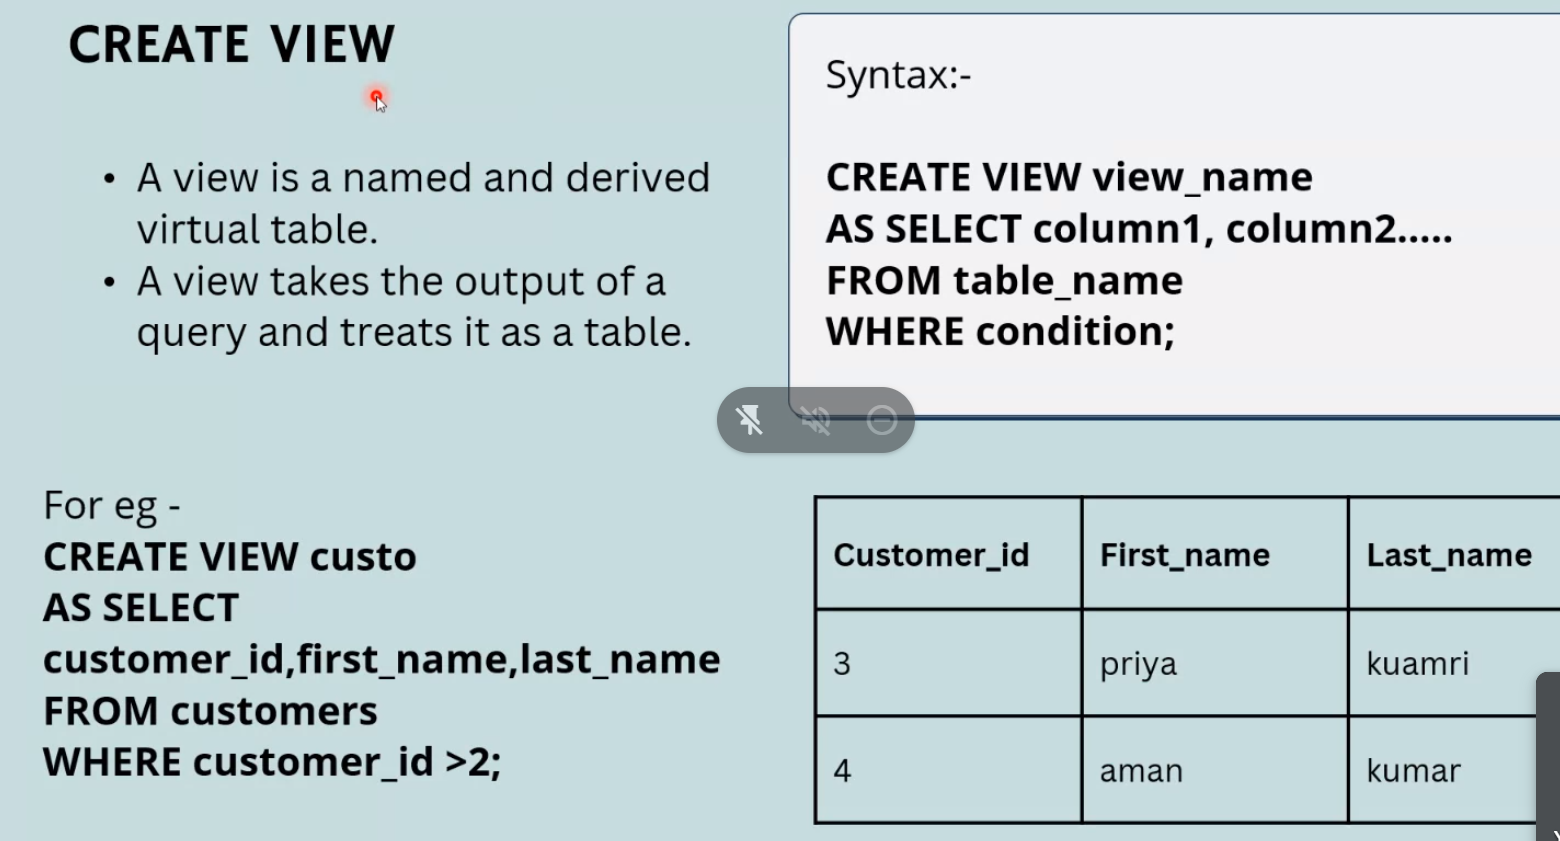 CREATE VIEW
• A view is a named and derived
virtual table.
• A view takes the output of a
query and treats it as a table.
Syntax:-
CREATE VIEW view_name
AS SELECT column1, column2.....
FROM table_name
WHERE condition;
For eg -
CREATE VIEW custo
AS SELECT
customer_id,first_name,last_name
FROM customers
WHERE customer_id >2;
Customer_id First_name Last_name
3 priya kuamri
4 aman kumar